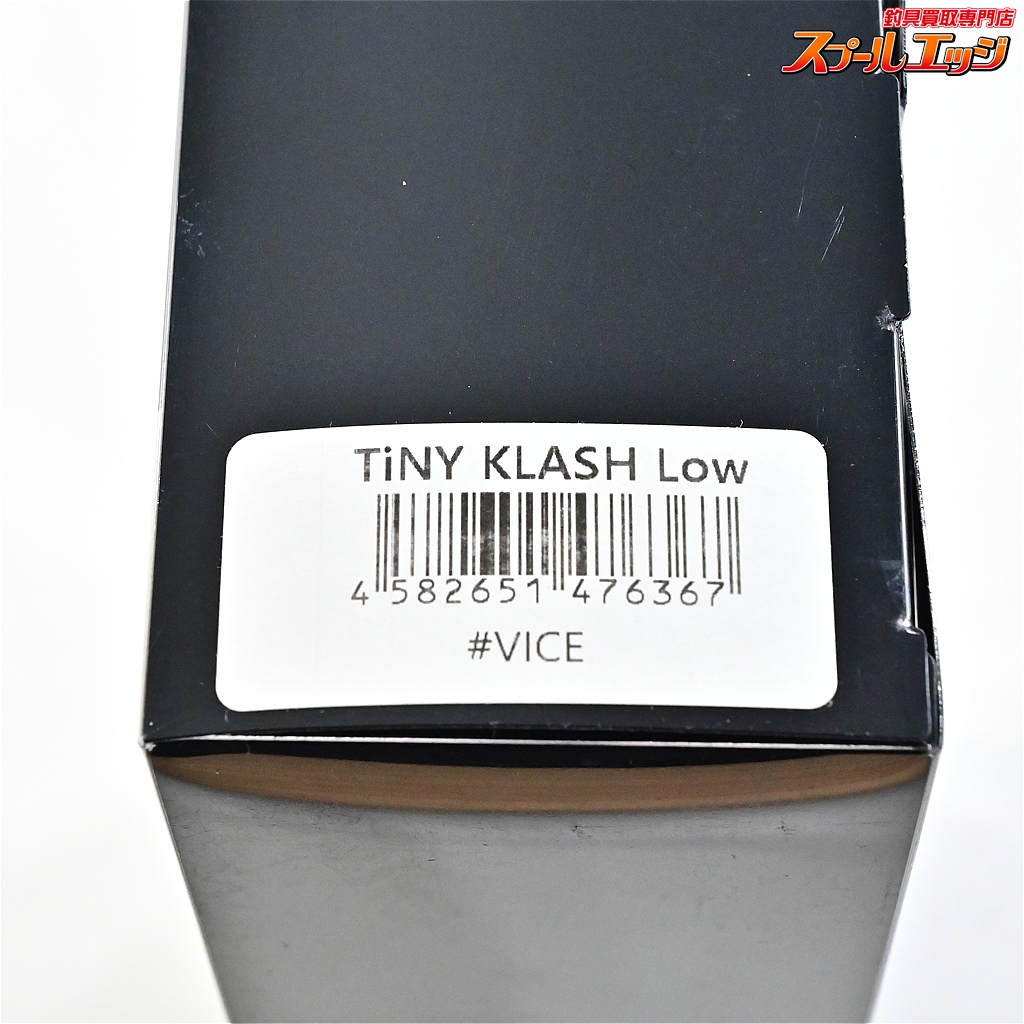 釣具買取専門店
スプールエッジ
TiNY KLASH Low
4 582651 476367
#VICE